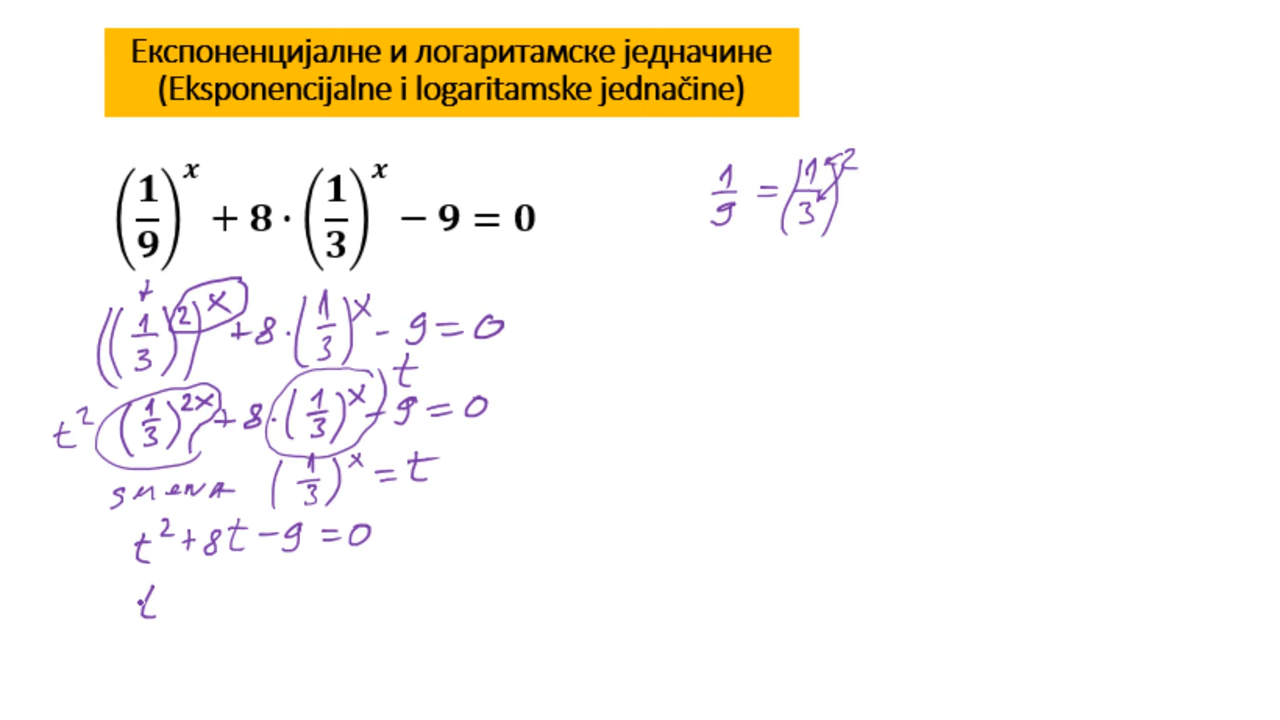 Експоненцијалне и логаритамске једначине
(Eksponencijalne i logaritamske jednačine)
(1/9)^x + 8 · (1/3)^x − 9 = 0
1/9 = (1/3)^2
((1/3)^2)^x + 8 · (1/3)^x - 9 = 0
t
t^2 (1/3)^2x + 8 · (1/3)^x - 9 = 0
smena (1/3)^x = t
t^2 + 8t - 9 = 0
t